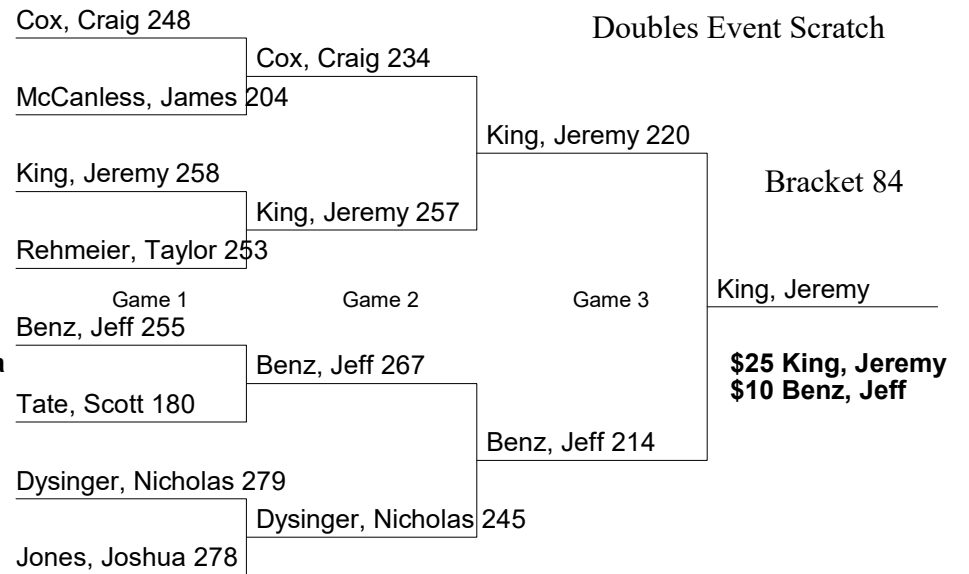 Doubles Event Scratch
Bracket 84
Cox, Craig 248
McCanless, James 204
King, Jeremy 258
Rehmeier, Taylor 253
Game 1
Benz, Jeff 255
Tate, Scott 180
Dysinger, Nicholas 279
Jones, Joshua 278
Cox, Craig 234
King, Jeremy 257
Game 2
Benz, Jeff 267
Dysinger, Nicholas 245
King, Jeremy 220
Game 3
Benz, Jeff 214
King, Jeremy
$25 King, Jeremy
$10 Benz, Jeff